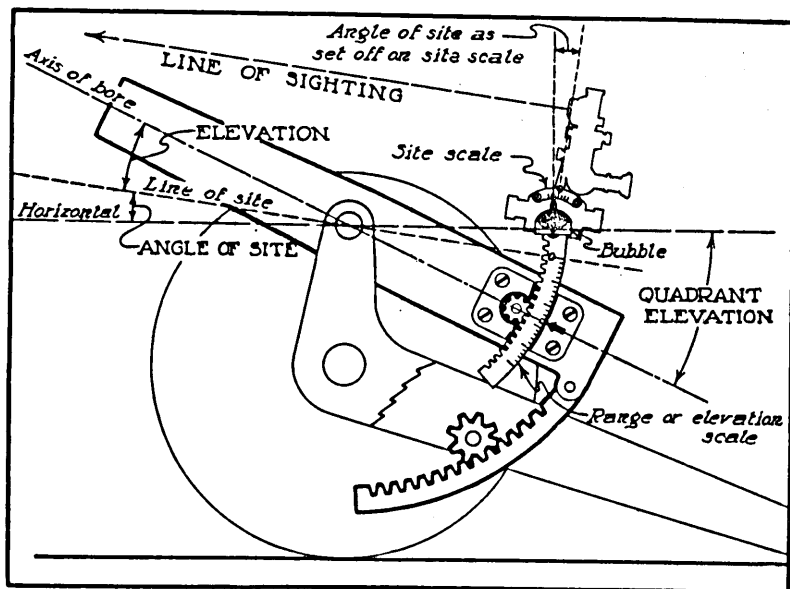 Angle of site as
set off on site scale
LINE OF SIGHTING
Axis of bore
ELEVATION
Site scale
Line of site
Horizontal
ANGLE OF SITE
Bubble
QUADRANT
ELEVATION
Range or elevation
scale